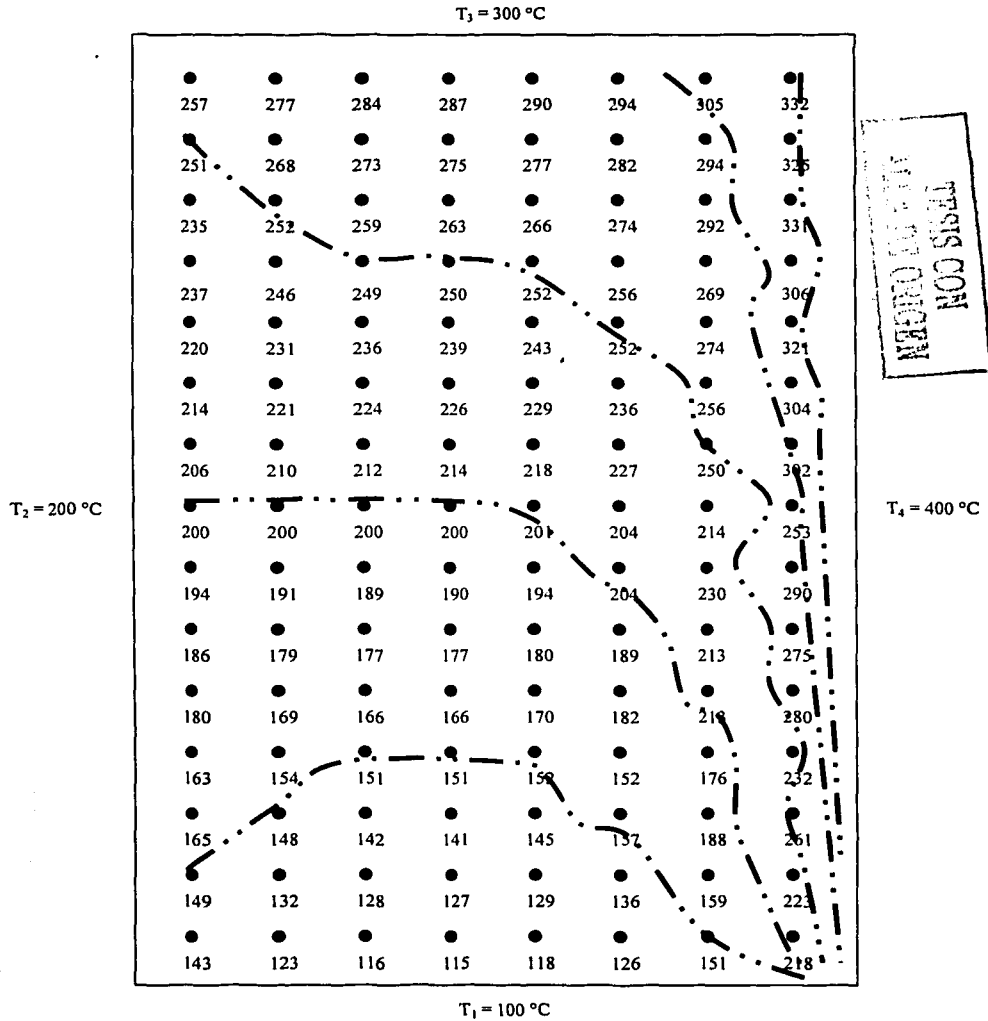 T₃ = 300 °C
257 277 284 287 290 294 305 332
251 268 273 275 277 282 294 325
235 252 259 263 266 274 292 331
237 246 249 250 252 256 269 306
220 231 236 239 243 252 274 321
214 221 224 226 229 236 256 304
206 210 212 214 218 227 250 302
T₂ = 200 °C
T₄ = 400 °C
200 200 200 200 201 204 214 253
194 191 189 190 194 204 230 290
186 179 177 177 180 189 213 275
180 169 166 166 170 182 213 280
163 154 151 151 152 152 176 232
165 148 142 141 145 157 188 261
149 132 128 127 129 136 159 223
143 123 116 115 118 126 151 218
T₁ = 100 °C
TESIS CON
ORIGEN